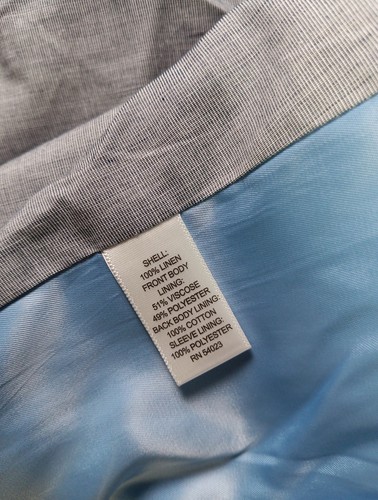 SHELL:
100% LINEN
FRONT BODY
LINING:
51% VISCOSE
49% POLYESTER
BACK BODY LINING:
100% COTTON
SLEEVE LINING:
100% POLYESTER
RN 54023